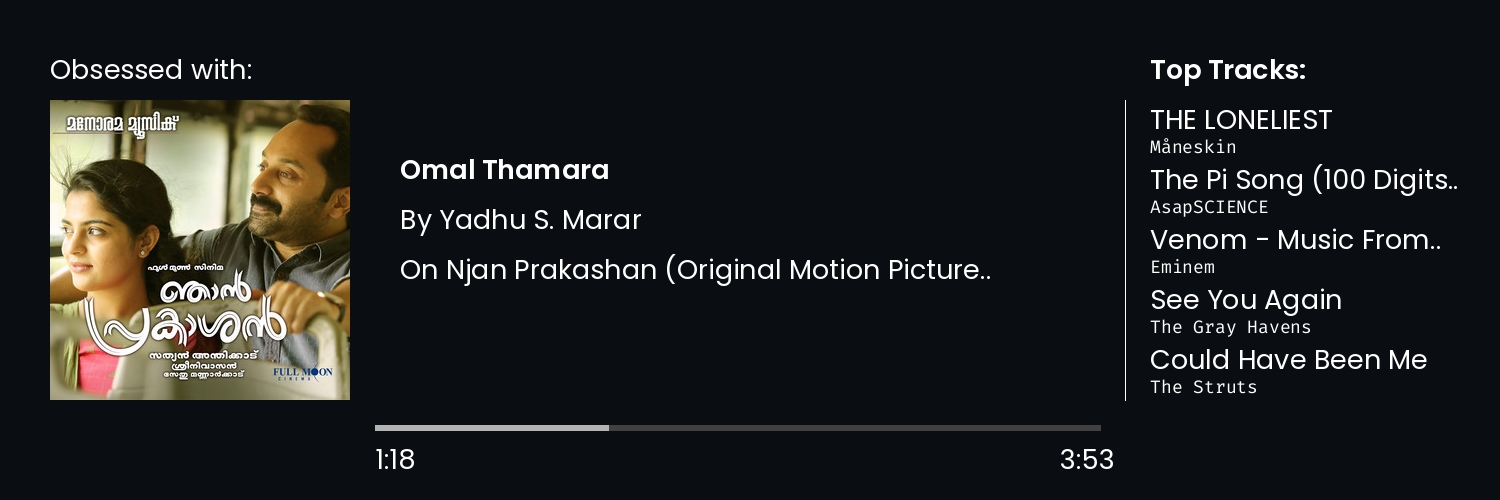 Obsessed with:
മനോരമ മ്യൂസിക്ക്
ഫുൾ മൂൺ സിനിമ
ഞാൻ
പ്രകാശൻ
സത്യൻ അന്തിക്കാട്
ശ്രീനിവാസൻ
സേതു മണ്ണാർക്കാട്
FULL MOON
CINEMA
Omal Thamara
By Yadhu S. Marar
On Njan Prakashan (Original Motion Picture..
1:18
3:53
Top Tracks:
THE LONELIEST
Måneskin
The Pi Song (100 Digits..
AsapSCIENCE
Venom - Music From..
Eminem
See You Again
The Gray Havens
Could Have Been Me
The Struts